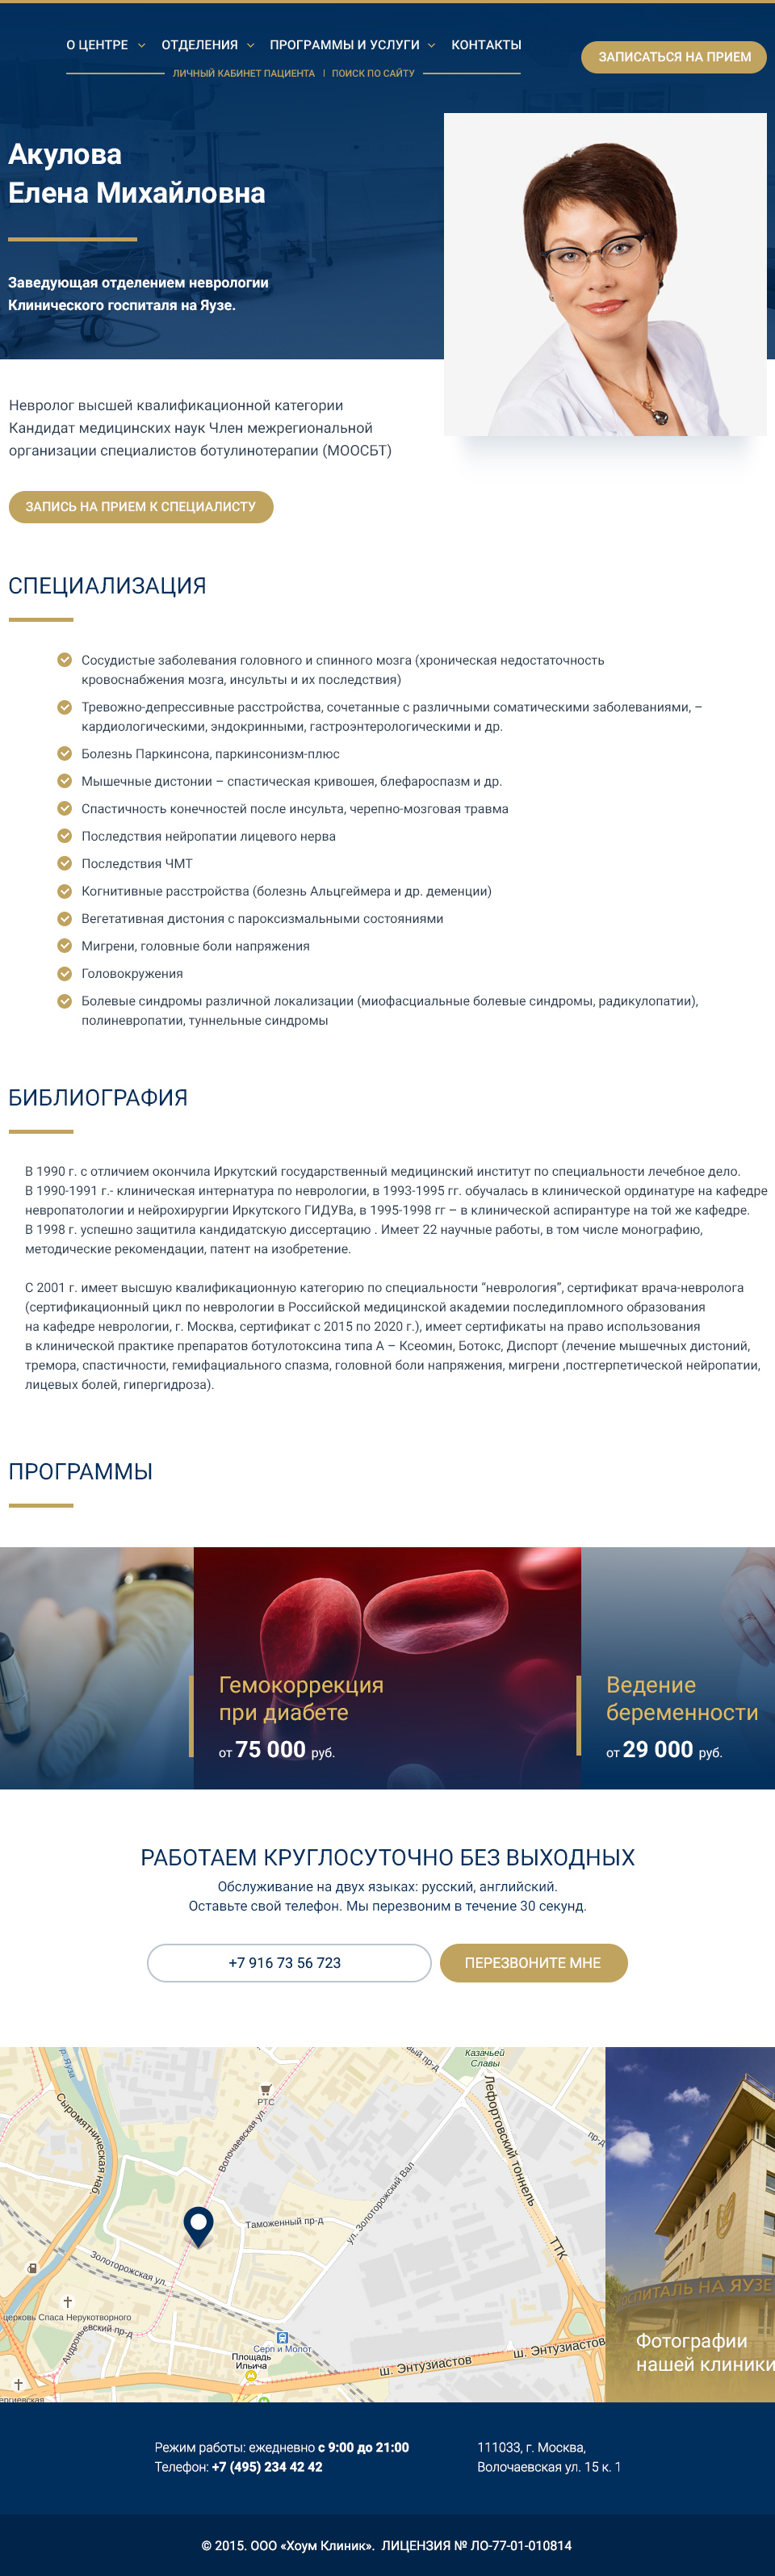 О ЦЕНТРЕ ОТДЕЛЕНИЯ ПРОГРАММЫ И УСЛУГИ КОНТАКТЫ
ЗАПИСАТЬСЯ НА ПРИЕМ
ЛИЧНЫЙ КАБИНЕТ ПАЦИЕНТА | ПОИСК ПО САЙТУ
Акулова
Елена Михайловна
Заведующая отделением неврологии
Клинического госпиталя на Яузе.
Невролог высшей квалификационной категории
Кандидат медицинских наук Член межрегиональной
организации специалистов ботулинотерапии (МООСБТ)
ЗАПИСЬ НА ПРИЕМ К СПЕЦИАЛИСТУ
СПЕЦИАЛИЗАЦИЯ
Сосудистые заболевания головного и спинного мозга (хроническая недостаточность
кровоснабжения мозга, инсульты и их последствия)
Тревожно-депрессивные расстройства, сочетанные с различными соматическими заболеваниями, –
кардиологическими, эндокринными, гастроэнтерологическими и др.
Болезнь Паркинсона, паркинсонизм-плюс
Мышечные дистонии – спастическая кривошея, блефароспазм и др.
Спастичность конечностей после инсульта, черепно-мозговая травма
Последствия нейропатии лицевого нерва
Последствия ЧМТ
Когнитивные расстройства (болезнь Альцгеймера и др. деменции)
Вегетативная дистония с пароксизмальными состояниями
Мигрени, головные боли напряжения
Головокружения
Болевые синдромы различной локализации (миофасциальные болевые синдромы, радикулопатии),
полиневропатии, туннельные синдромы
БИБЛИОГРАФИЯ
В 1990 г. с отличием окончила Иркутский государственный медицинский институт по специальности лечебное дело.
В 1990-1991 г.- клиническая интернатура по неврологии, в 1993-1995 гг. обучалась в клинической ординатуре на кафедре
невропатологии и нейрохирургии Иркутского ГИДУВа, в 1995-1998 гг – в клинической аспирантуре на той же кафедре.
В 1998 г. успешно защитила кандидатскую диссертацию . Имеет 22 научные работы, в том числе монографию,
методические рекомендации, патент на изобретение.
С 2001 г. имеет высшую квалификационную категорию по специальности “неврология”, сертификат врача-невролога
(сертификационный цикл по неврологии в Российской медицинской академии последипломного образования
на кафедре неврологии, г. Москва, сертификат с 2015 по 2020 г.), имеет сертификаты на право использования
в клинической практике препаратов ботулотоксина типа А – Ксеомин, Ботокс, Диспорт (лечение мышечных дистоний,
тремора, спастичности, гемифациального спазма, головной боли напряжения, мигрени ,постгерпетической нейропатии,
лицевых болей, гипергидроза).
ПРОГРАММЫ
Гемокоррекция
при диабете
от 75 000 руб.
Ведение
беременности
от 29 000 руб.
РАБОТАЕМ КРУГЛОСУТОЧНО БЕЗ ВЫХОДНЫХ
Обслуживание на двух языках: русский, английский.
Оставьте свой телефон. Мы перезвоним в течение 30 секунд.
+7 916 73 56 723
ПЕРЕЗВОНИТЕ МНЕ
р. Яуза
Сыромятническая наб
РТС
Волочаевская ул.
Казачьей
Славы
Лефортовский тоннель
пр-д
Таможенный пр-д
ул. Золоторожский Вал
ТТК
Золоторожская ул.
церковь Спаса Нерукотворного
Андроньевский пр-д
Серп и Молот
Площадь
Ильича
ш. Энтузиастов
ш. Энтузиастов
ОСПИТАЛЬ НА ЯУЗЕ
Фотографии
нашей клиники
Режим работы: ежедневно с 9:00 до 21:00
Телефон: +7 (495) 234 42 42
111033, г. Москва,
Волочаевская ул. 15 к. 1
© 2015. ООО «Хоум Клиник». ЛИЦЕНЗИЯ № ЛО-77-01-010814